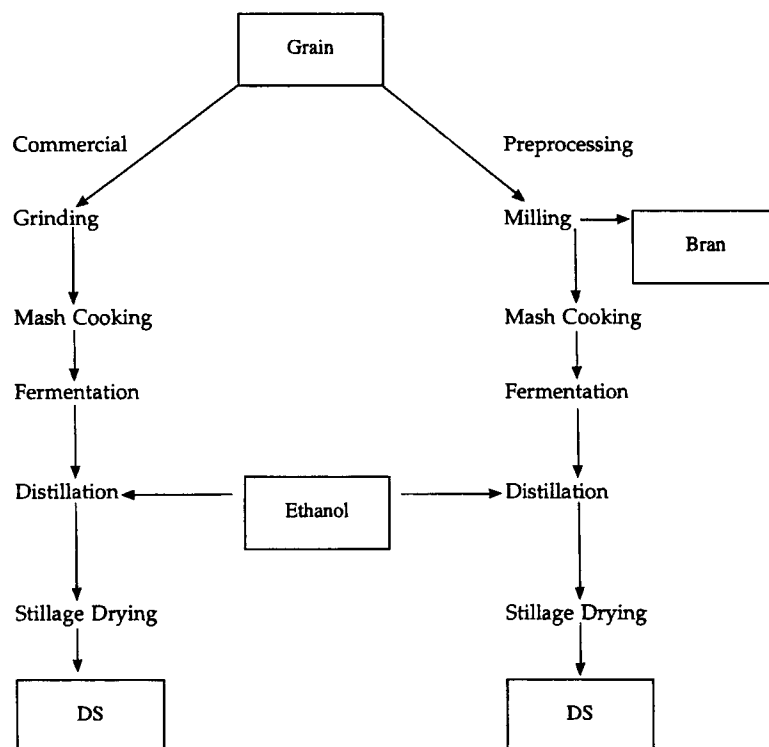 Grain
Commercial
Preprocessing
Grinding
Milling
Bran
Mash Cooking
Mash Cooking
Fermentation
Fermentation
Distillation
Ethanol
Distillation
Stillage Drying
Stillage Drying
DS
DS